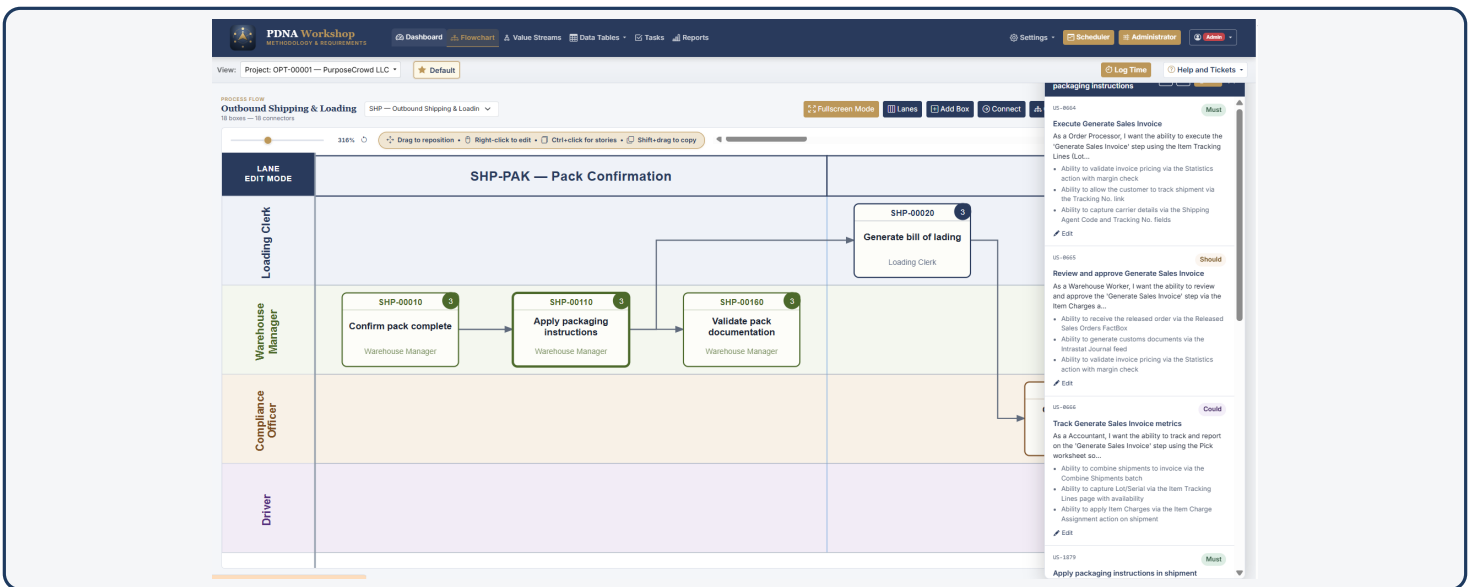 PDNA Workshop
METHODOLOGY & REQUIREMENTS
Dashboard Flowchart Value Streams Data Tables Tasks Reports
Settings Scheduler Administrator Admin
View: Project: OPT-00001 — PurposeCrowd LLC Default
Log Time Help and Tickets
PROCESS FLOW
Outbound Shipping & Loading
18 boxes — 18 connectors
SHP — Outbound Shipping & Loadin
Fullscreen Mode Lanes Add Box Connect
316% Drag to reposition • Right-click to edit • Ctrl+click for stories • Shift+drag to copy
LANE
EDIT MODE
SHP-PAK — Pack Confirmation
Loading Clerk
SHP-00020 3
Generate bill of lading
Loading Clerk
Warehouse
Manager
SHP-00010 3
Confirm pack complete
Warehouse Manager
SHP-00110 3
Apply packaging
instructions
Warehouse Manager
SHP-00160 3
Validate pack
documentation
Warehouse Manager
Compliance
Officer
Driver
packaging instructions
US-0664 Must
Execute Generate Sales Invoice
As a Order Processor, I want the ability to execute the
'Generate Sales Invoice' step using the Item Tracking
Lines (Lot...
• Ability to validate invoice pricing via the Statistics
action with margin check
• Ability to allow the customer to track shipment via
the Tracking No. link
• Ability to capture carrier details via the Shipping
Agent Code and Tracking No. fields
Edit
US-0665 Should
Review and approve Generate Sales Invoice
As a Warehouse Worker, I want the ability to review
and approve the 'Generate Sales Invoice' step via the
Item Charges a...
• Ability to receive the released order via the Released
Sales Orders FactBox
• Ability to generate customs documents via the
Intrastat Journal feed
• Ability to validate invoice pricing via the Statistics
action with margin check
Edit
US-0666 Could
Track Generate Sales Invoice metrics
As a Accountant, I want the ability to track and report
on the 'Generate Sales Invoice' step using the Pick
worksheet so...
• Ability to combine shipments to invoice via the
Combine Shipments batch
• Ability to capture Lot/Serial via the Item Tracking
Lines page with availability
• Ability to apply Item Charges via the Item Charge
Assignment action on shipment
Edit
US-1879 Must
Apply packaging instructions in shipment